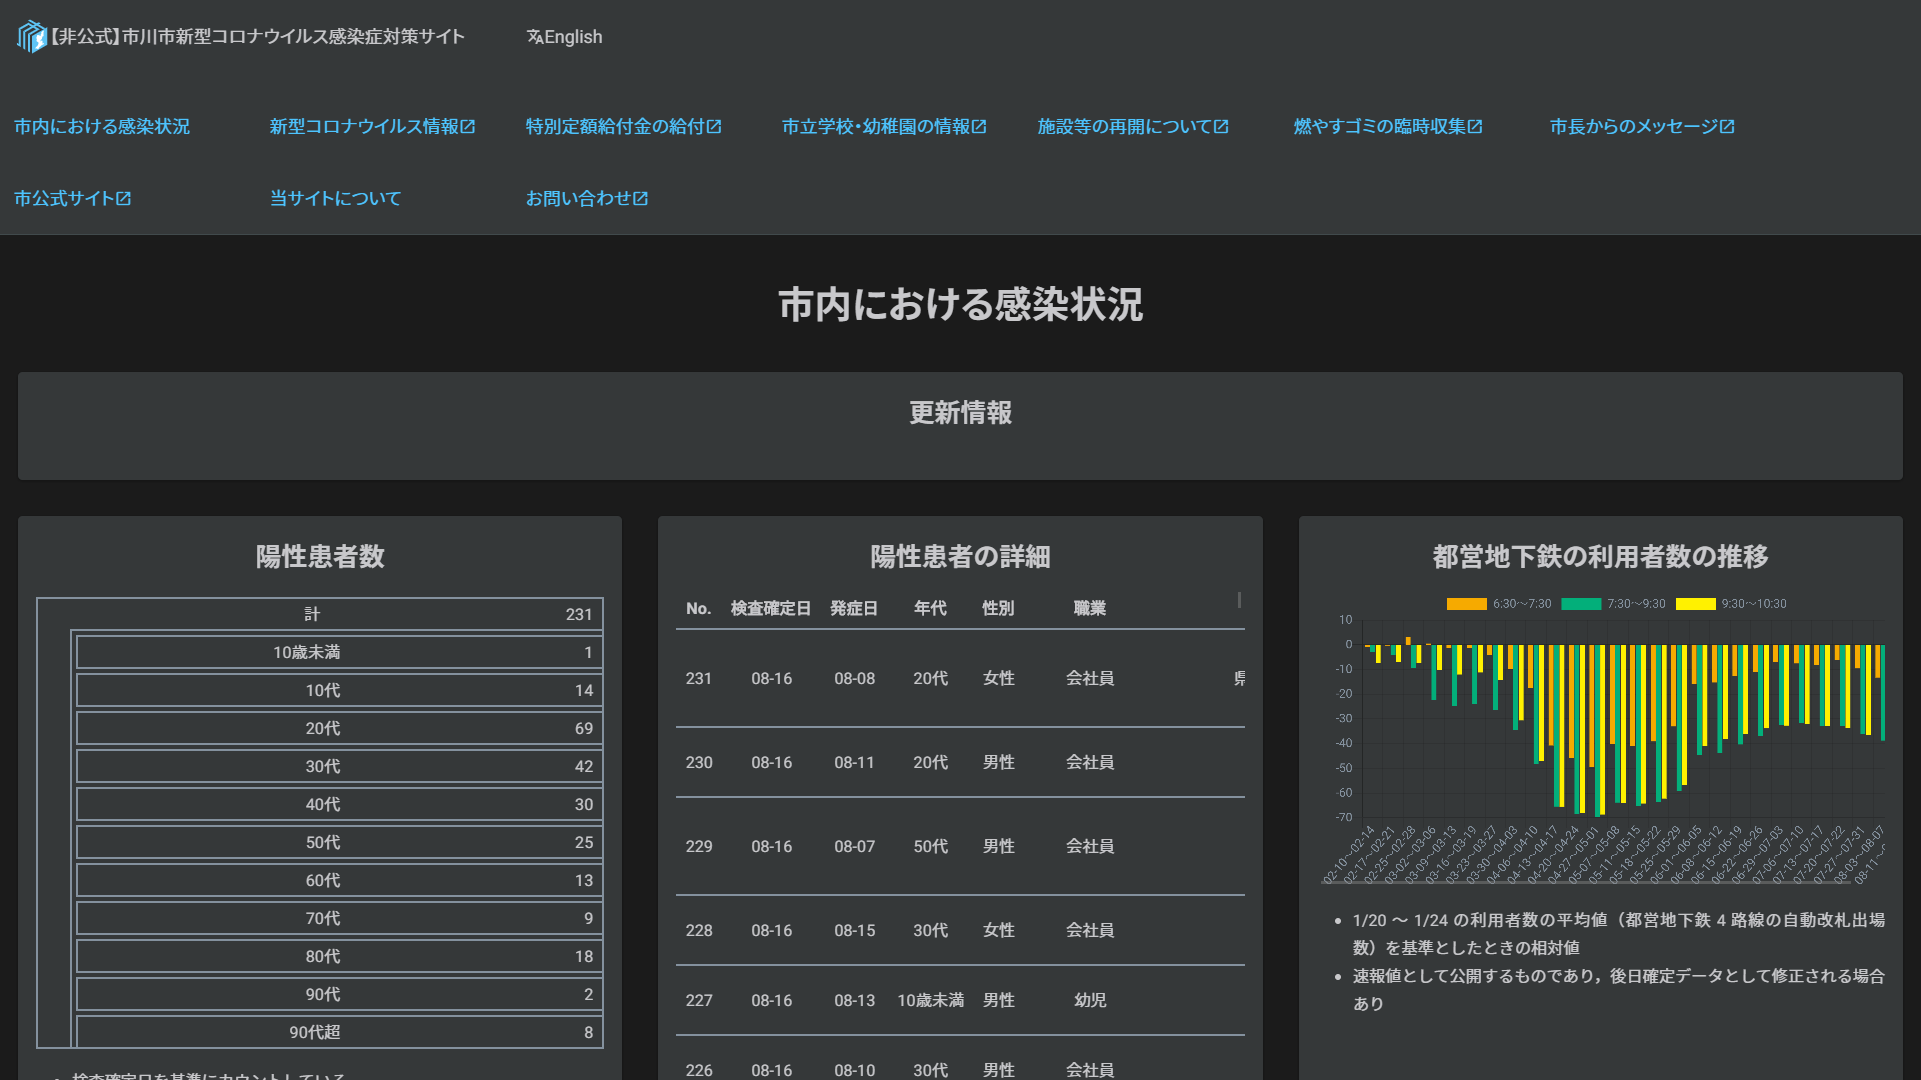 【非公式】市川市新型コロナウイルス感染症対策サイト
English
市内における感染状況
新型コロナウイルス情報
特別定額給付金の給付
市立学校・幼稚園の情報
施設等の再開について
燃やすゴミの臨時収集
市長からのメッセージ
市公式サイト
当サイトについて
お問い合わせ
市内における感染状況
更新情報
陽性患者数
計 231
10歳未満 1
10代 14
20代 69
30代 42
40代 30
50代 25
60代 13
70代 9
80代 18
90代 2
90代超 8
検査確定日を基準にカウントしている
陽性患者の詳細
No. 検査確定日 発症日 年代 性別 職業
231 08-16 08-08 20代 女性 会社員 県
230 08-16 08-11 20代 男性 会社員
229 08-16 08-07 50代 男性 会社員
228 08-16 08-15 30代 女性 会社員
227 08-16 08-13 10歳未満 男性 幼児
226 08-16 08-10 30代 男性 会社員
都営地下鉄の利用者数の推移
6:30〜7:30 7:30〜9:30 9:30〜10:30
10
0
-10
-20
-30
-40
-50
-60
-70
02-10〜02-14
02-17〜02-21
02-25〜02-28
03-02〜03-06
03-09〜03-13
03-16〜03-19
03-23〜03-27
03-30〜04-03
04-06〜04-10
04-13〜04-17
04-20〜04-24
04-27〜05-01
05-07〜05-08
05-11〜05-15
05-18〜05-22
05-25〜05-29
06-01〜06-05
06-08〜06-12
06-15〜06-19
06-22〜06-26
06-29〜07-03
07-06〜07-10
07-13〜07-17
07-20〜07-22
07-27〜07-31
08-03〜08-07
08-11〜
1/20 〜 1/24 の利用者数の平均値（都営地下鉄 4 路線の自動改札出場
数）を基準としたときの相対値
速報値として公開するものであり，後日確定データとして修正される場合
あり